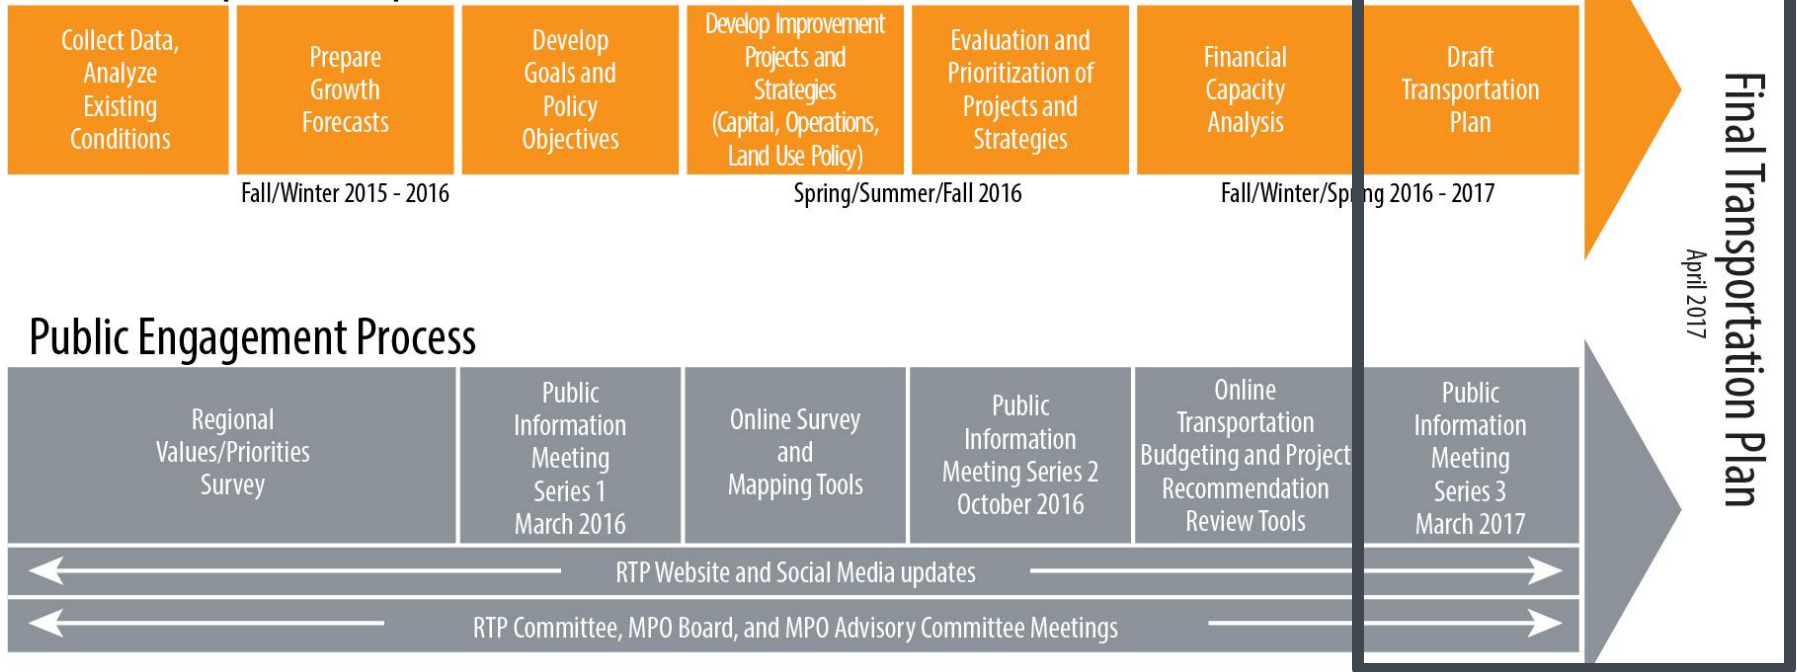 Collect Data,
Analyze
Existing
Conditions
Prepare
Growth
Forecasts
Develop
Goals and
Policy
Objectives
Develop Improvement
Projects and
Strategies
(Capital, Operations,
Land Use Policy)
Evaluation and
Prioritization of
Projects and
Strategies
Financial
Capacity
Analysis
Draft
Transportation
Plan
Fall/Winter 2015 - 2016
Spring/Summer/Fall 2016
Fall/Winter/Spring 2016 - 2017
Final Transportation Plan
April 2017
Public Engagement Process
Regional
Values/Priorities
Survey
Public
Information
Meeting
Series 1
March 2016
Online Survey
and
Mapping Tools
Public
Information
Meeting Series 2
October 2016
Online
Transportation
Budgeting and Project
Recommendation
Review Tools
Public
Information
Meeting
Series 3
March 2017
RTP Website and Social Media updates
RTP Committee, MPO Board, and MPO Advisory Committee Meetings